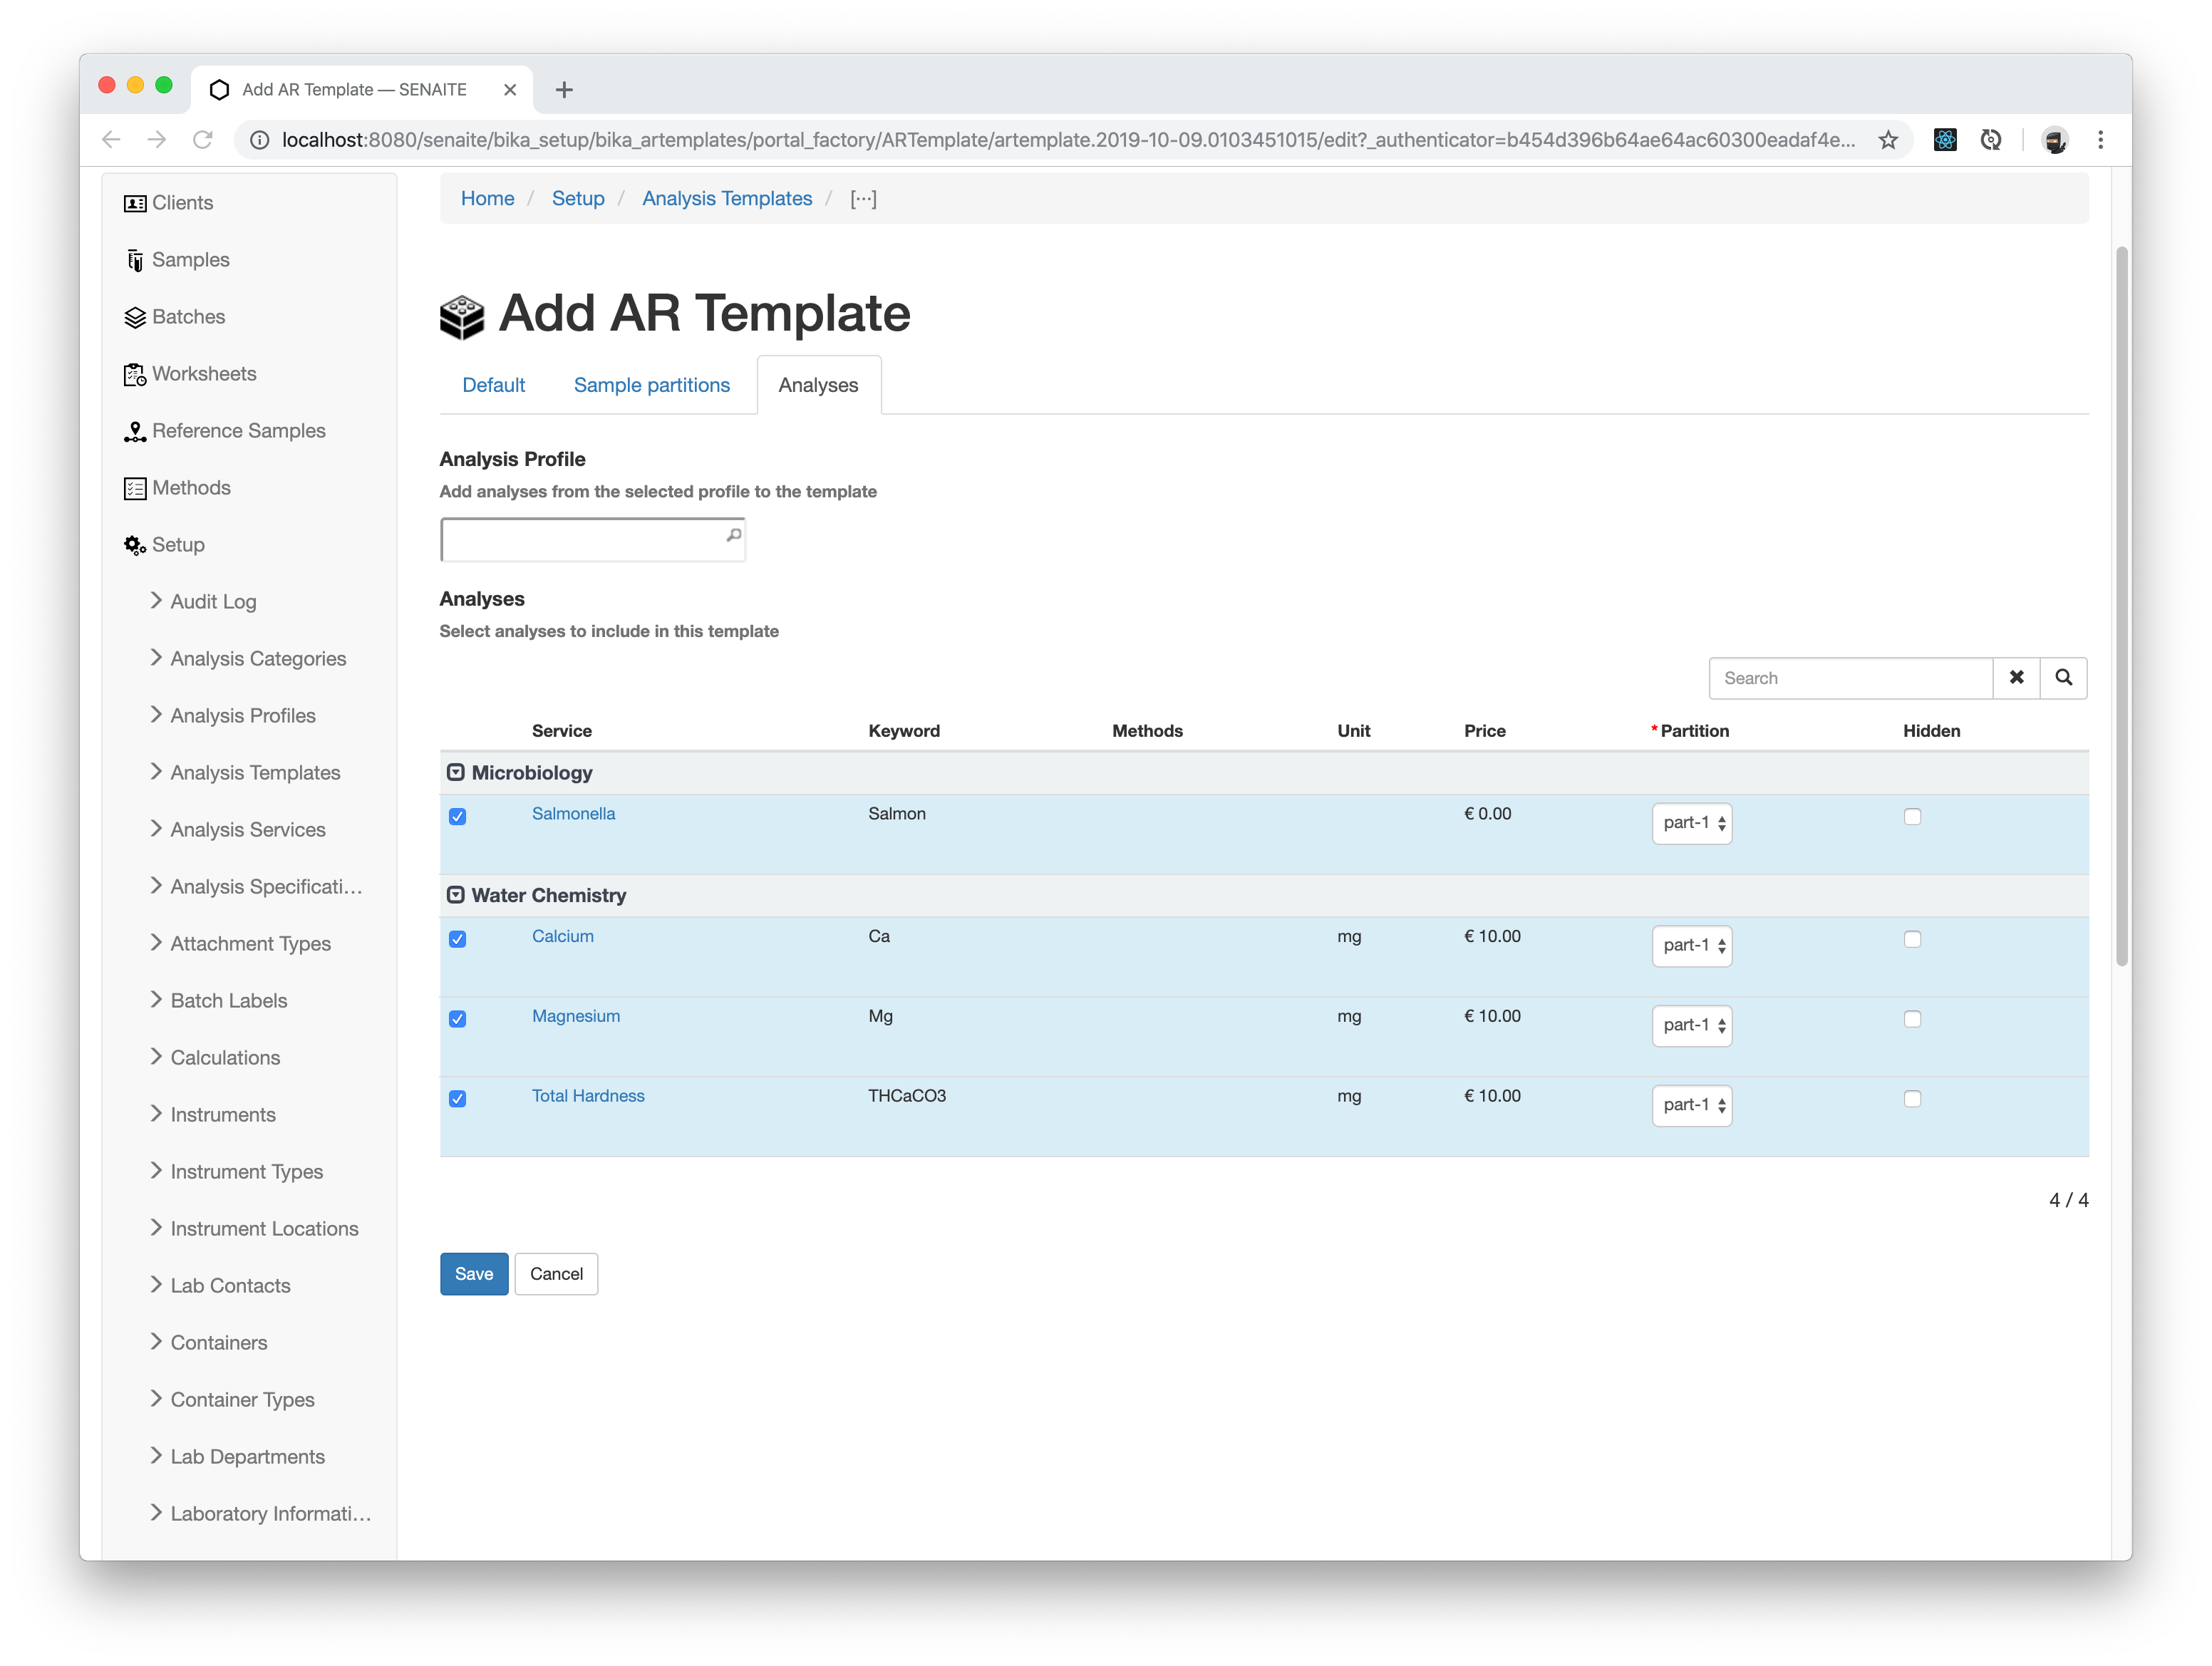 Add AR Template — SENAITE
localhost:8080/senaite/bika_setup/bika_artemplates/portal_factory/ARTemplate/artemplate.2019-10-09.0103451015/edit?_authenticator=b454d396b64ae64ac60300eadaf4e...
Clients
Samples
Batches
Worksheets
Reference Samples
Methods
Setup
Audit Log
Analysis Categories
Analysis Profiles
Analysis Templates
Analysis Services
Analysis Specificati...
Attachment Types
Batch Labels
Calculations
Instruments
Instrument Types
Instrument Locations
Lab Contacts
Containers
Container Types
Lab Departments
Laboratory Informati...
Home / Setup / Analysis Templates / [...]
Add AR Template
Default Sample partitions Analyses
Analysis Profile
Add analyses from the selected profile to the template
Analyses
Select analyses to include in this template
Search
Service Keyword Methods Unit Price * Partition Hidden
Microbiology
Salmonella Salmon € 0.00 part-1
Water Chemistry
Calcium Ca mg € 10.00 part-1
Magnesium Mg mg € 10.00 part-1
Total Hardness THCaCO3 mg € 10.00 part-1
4 / 4
Save Cancel